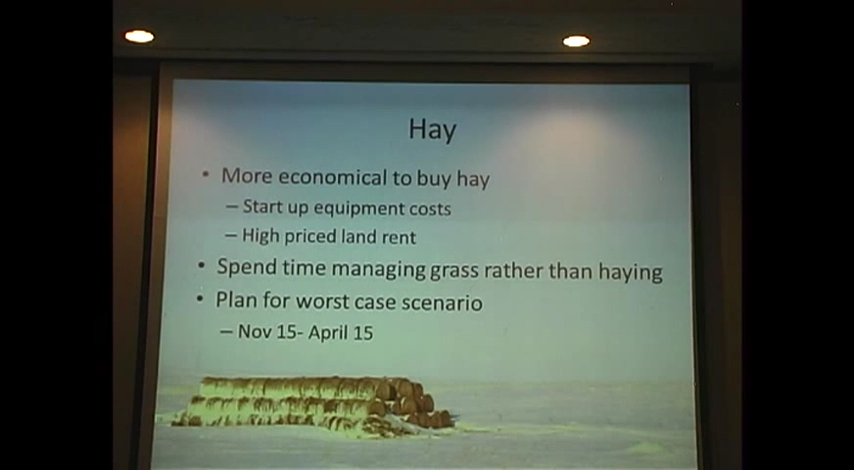 Hay
• More economical to buy hay
– Start up equipment costs
– High priced land rent
• Spend time managing grass rather than haying
• Plan for worst case scenario
– Nov 15- April 15